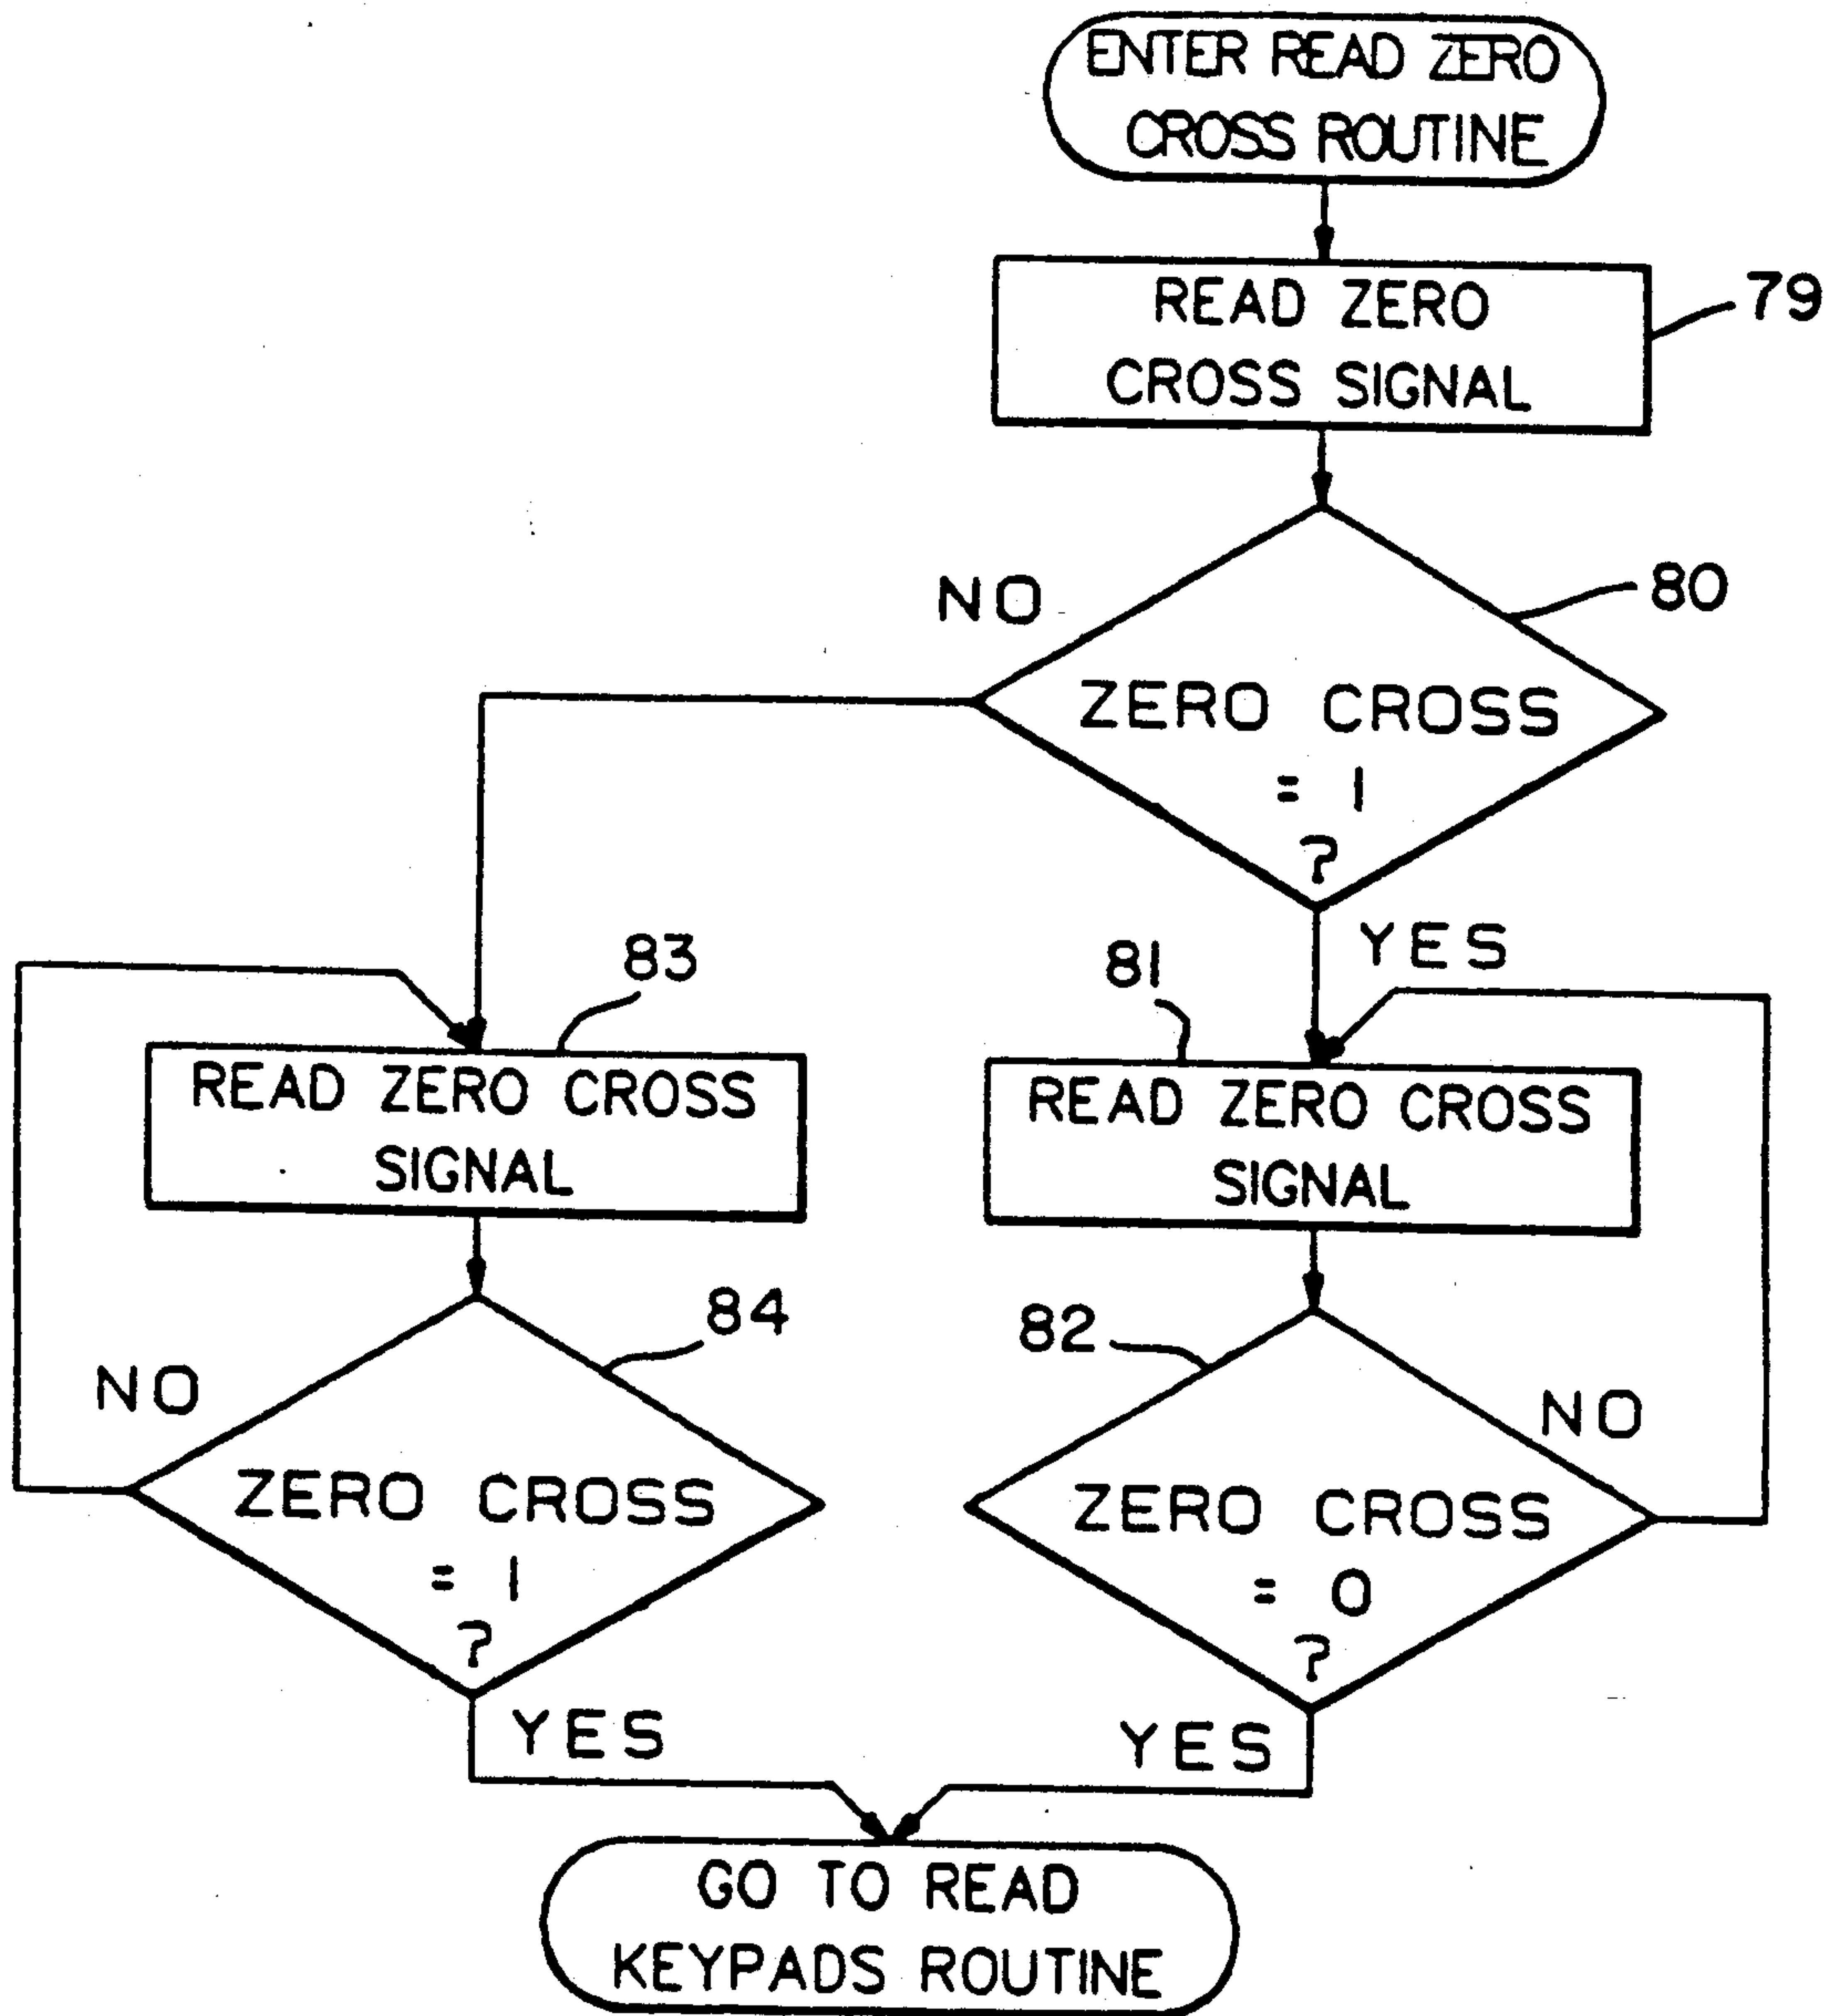 ENTER READ ZERO
CROSS ROUTINE
READ ZERO
CROSS SIGNAL
79
NO
80
ZERO CROSS
= 1
?
YES
83
81
READ ZERO CROSS
SIGNAL
READ ZERO CROSS
SIGNAL
84
82
NO
NO
ZERO CROSS
= 1
?
ZERO CROSS
= 0
?
YES
YES
GO TO READ
KEYPADS ROUTINE